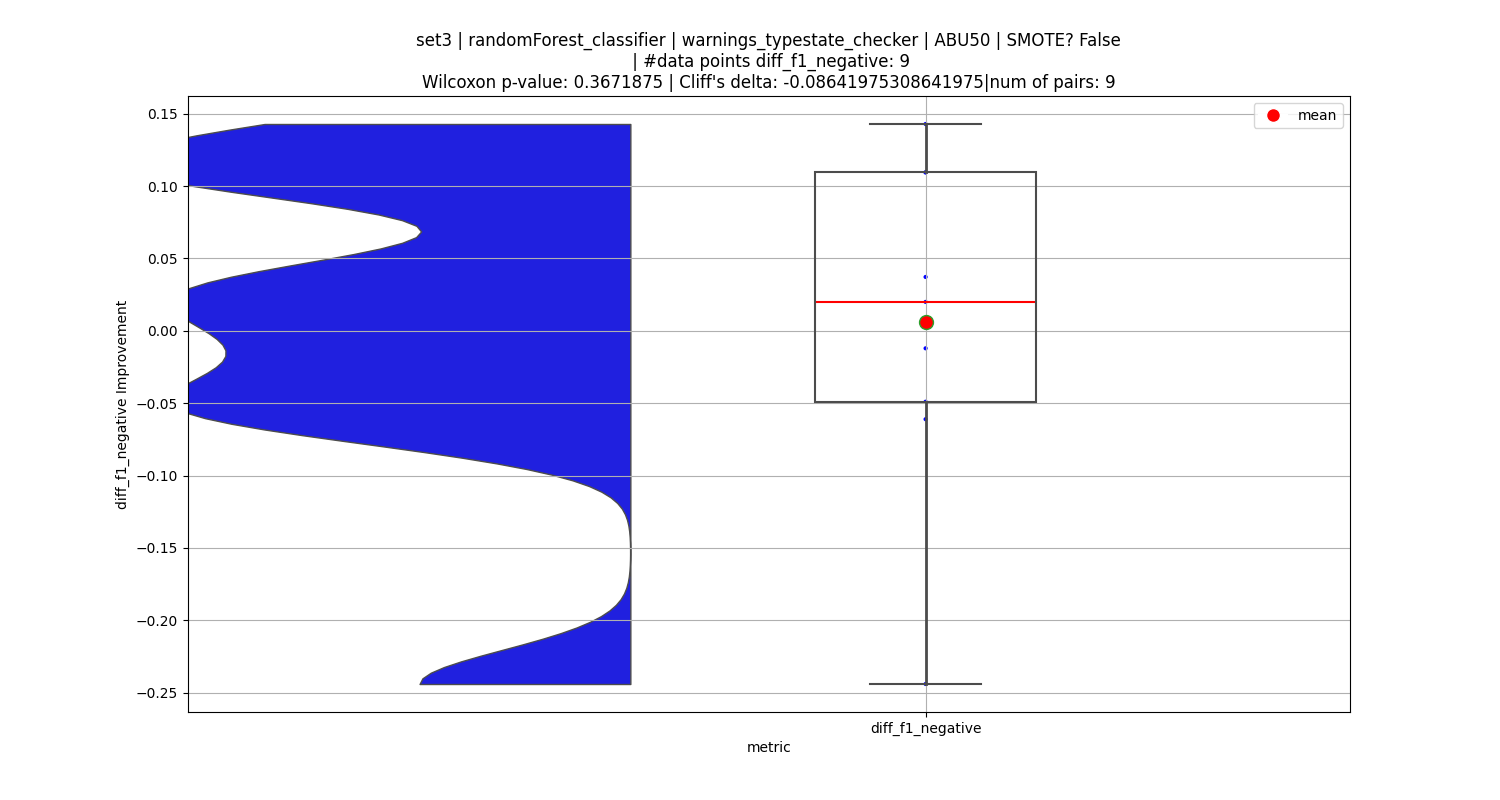 set3 | randomForest_classifier | warnings_typestate_checker | ABU50 | SMOTE? False
| #data points diff_f1_negative: 9
Wilcoxon p-value: 0.3671875 | Cliff's delta: -0.08641975308641975|num of pairs: 9
mean
0.15
0.10
0.05
0.00
−0.05
−0.10
−0.15
−0.20
−0.25
diff_f1_negative Improvement
diff_f1_negative
metric